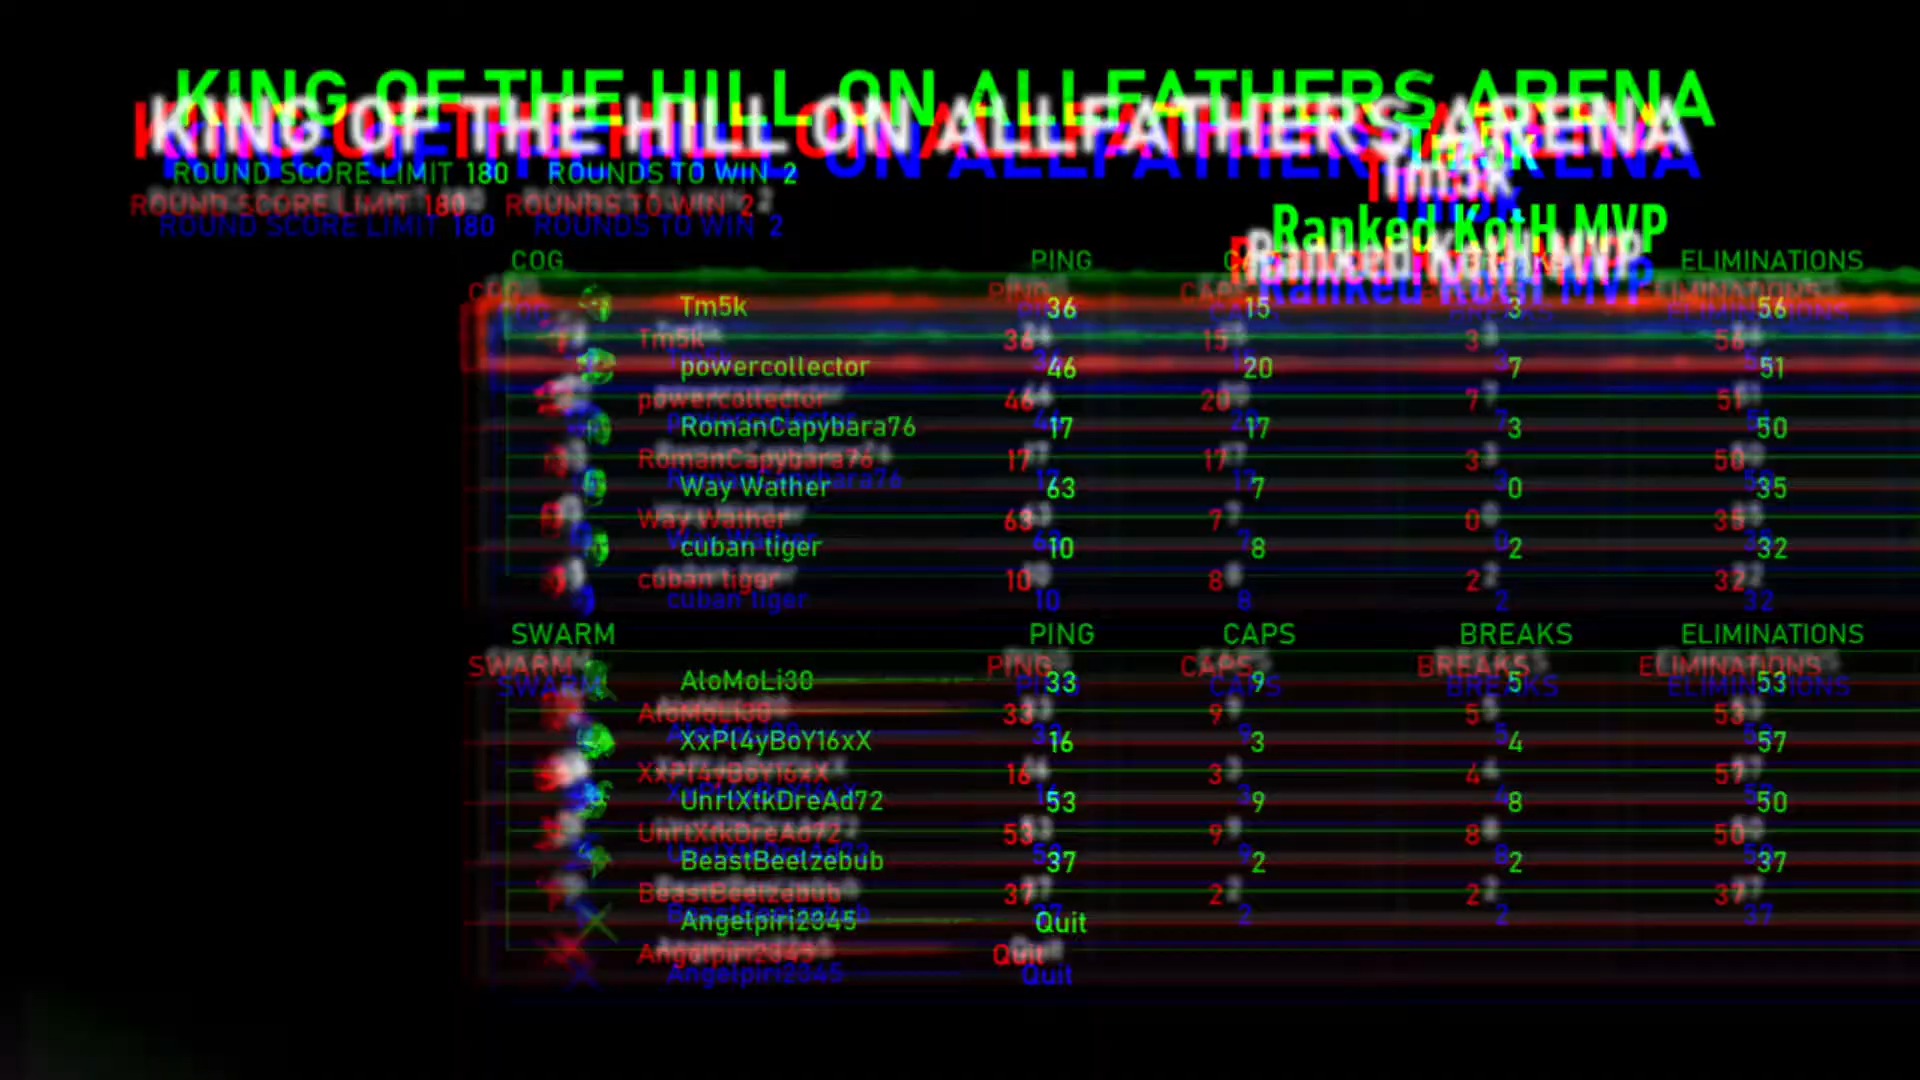 KING OF THE HILL ON ALLFATHERS ARENA
Tm5k
ROUND SCORE LIMIT 180 ROUNDS TO WIN 2
Ranked KotH MVP
COG PING CAPS BREAKS ELIMINATIONS
Tm5k 36 15 3 56
powercollector 46 20 7 51
RomanCapybara76 17 17 3 50
Way Wather 63 7 0 35
cuban tiger 10 8 2 32
SWARM PING CAPS BREAKS ELIMINATIONS
AloMoLi30 33 9 5 53
XxPl4yBoY16xX 16 3 4 57
UnrlXtkDreAd72 53 9 8 50
BeastBeelzebub 37 2 2 37
Angelpiri2345 Quit